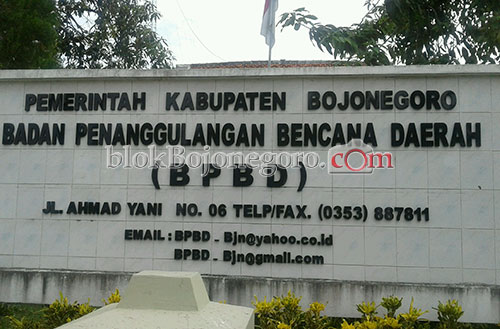 PEMERINTAH KABUPATEN BOJONEGORO
BADAN PENANGGULANGAN BENCANA DAERAH
blokBojonegoro.com
(BPBD)
JL. AHMAD YANI NO. 06 TELP/FAX. (0353) 887811
EMAIL : BPBD - Bjn@yahoo.co.id
BPBD - Bjn@gmail.com